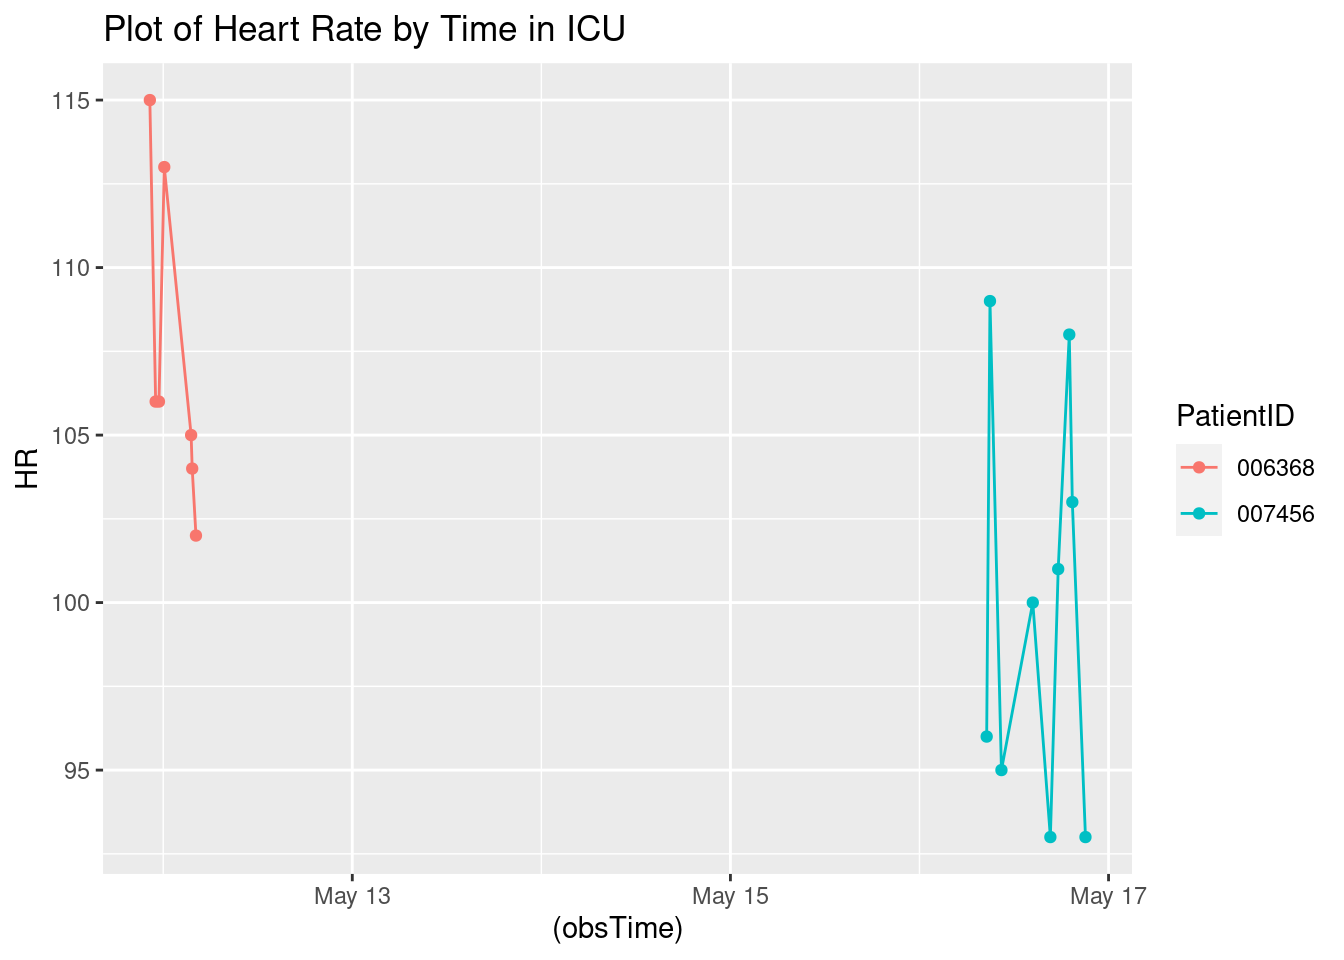 Plot of Heart Rate by Time in ICU
115
110
105
100
95
HR
May 13
May 15
May 17
(obsTime)
PatientID
006368
007456